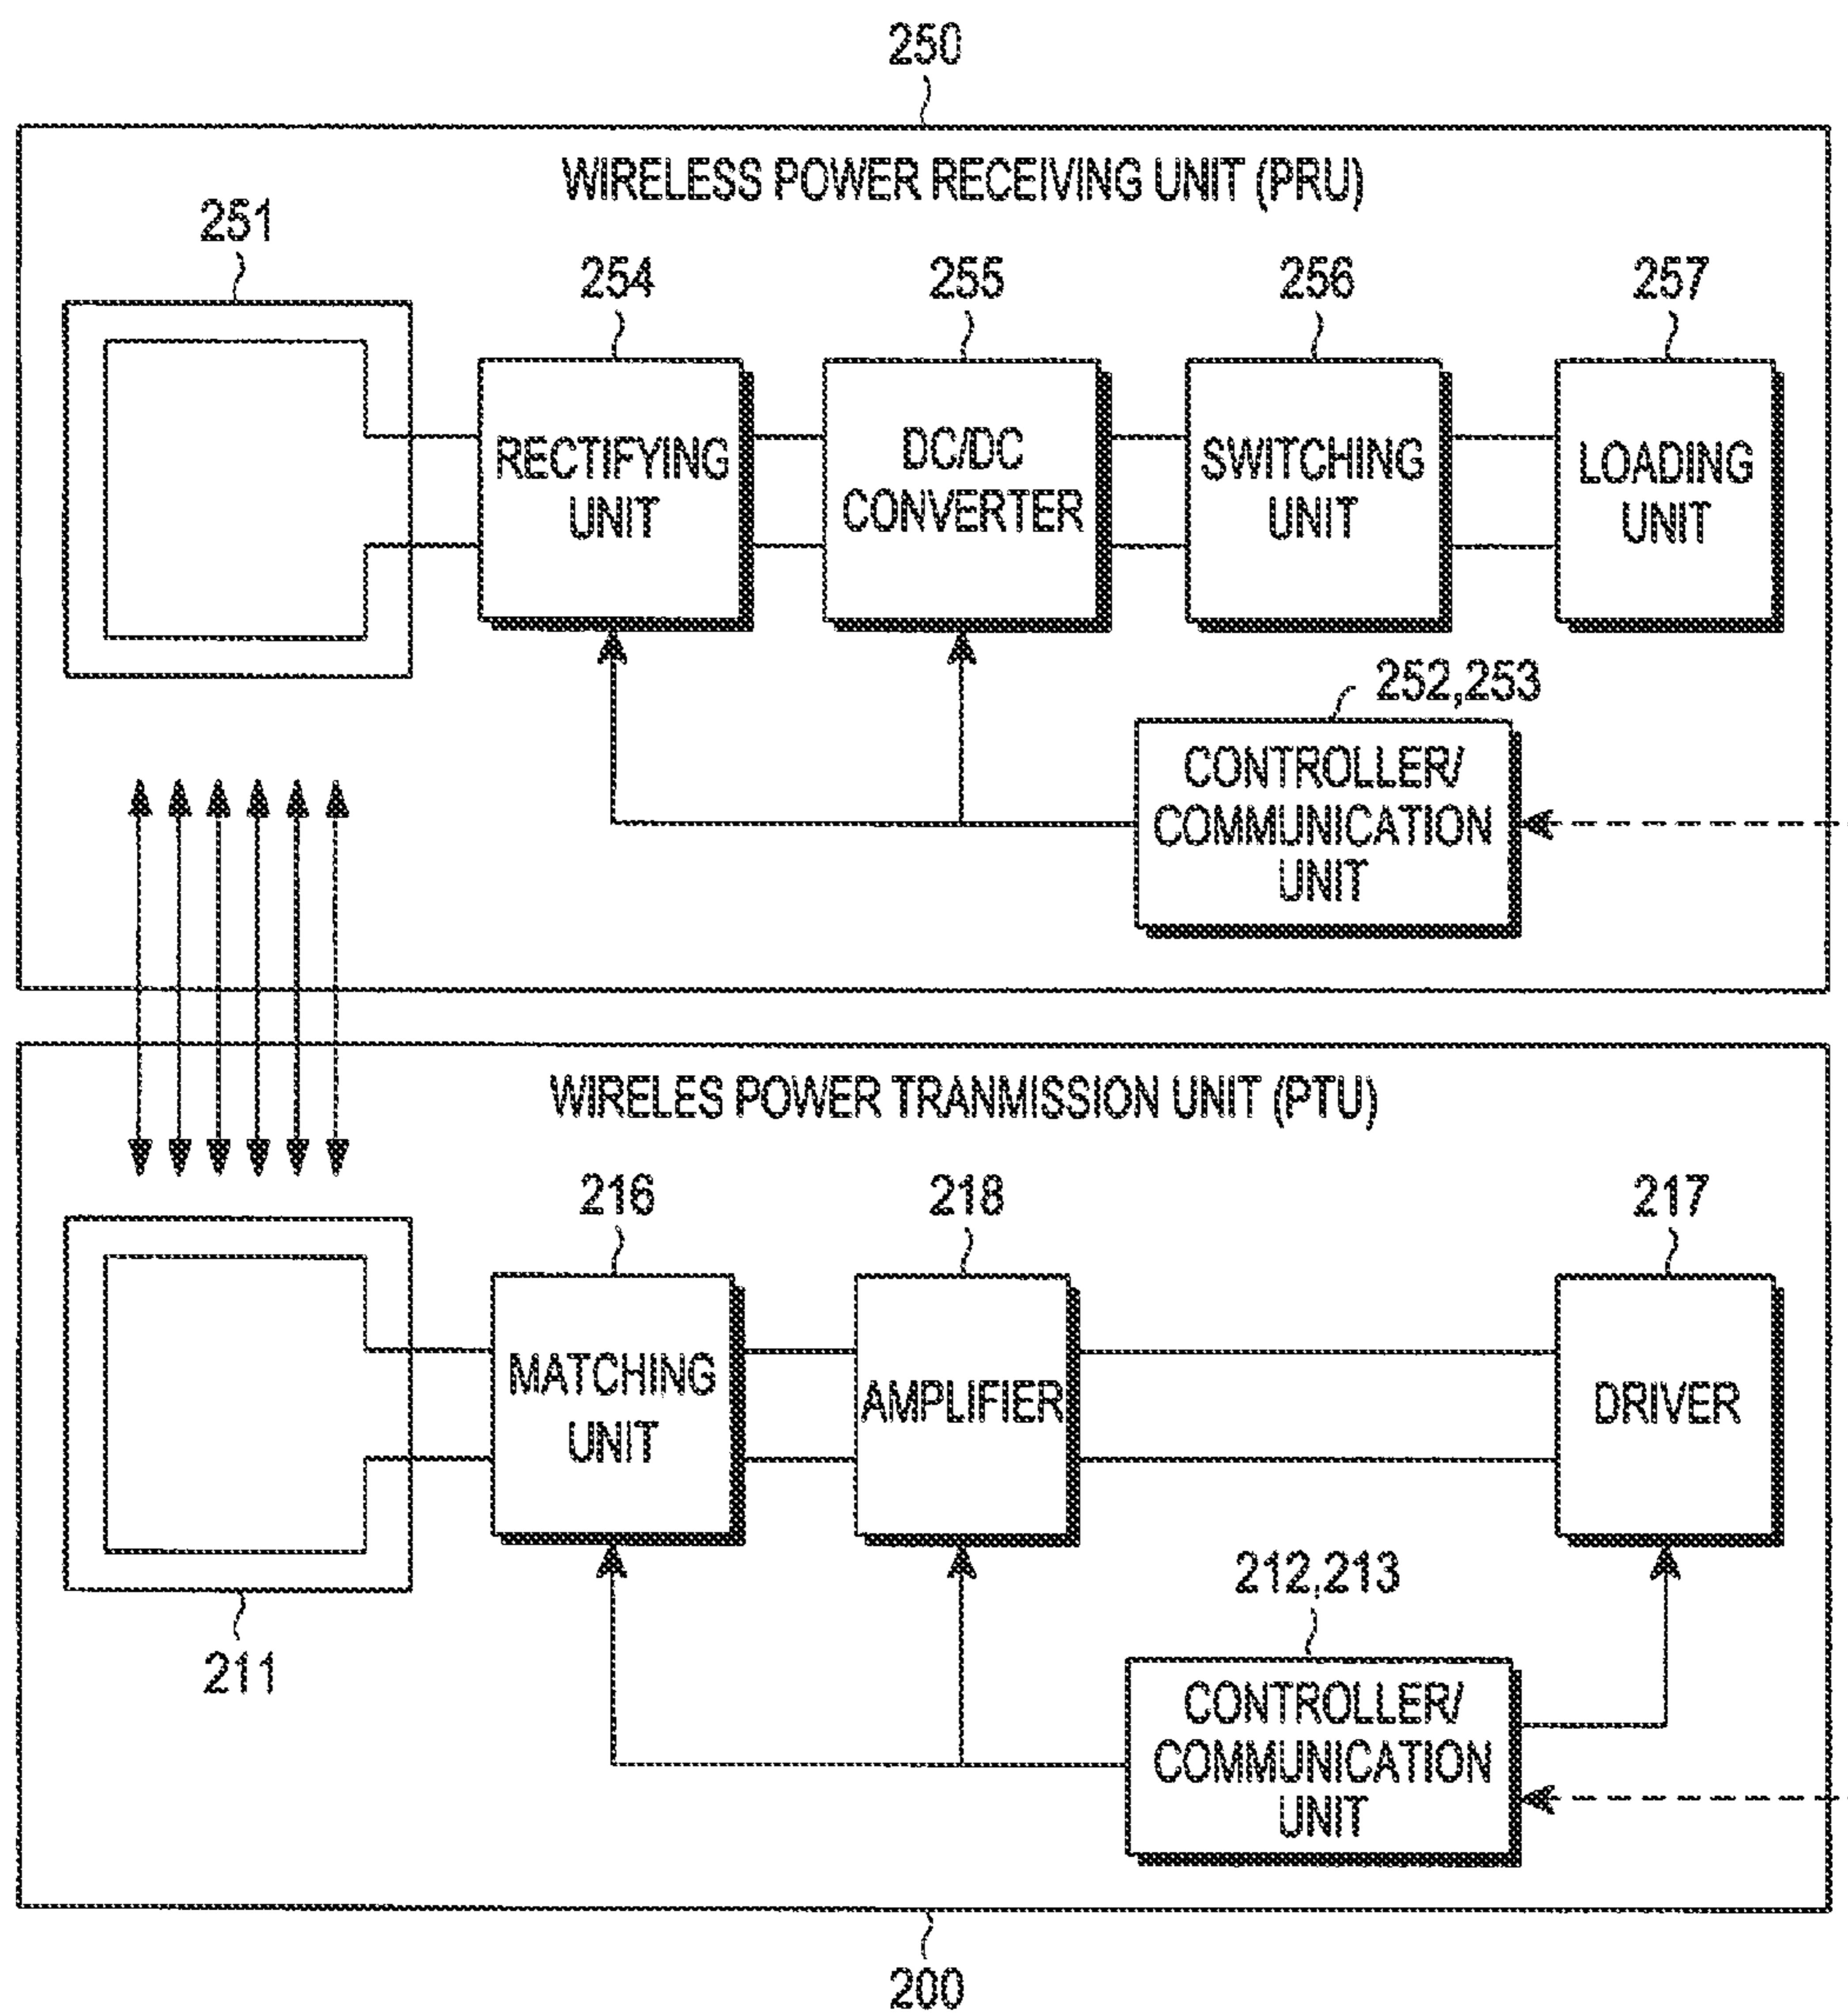 250
WIRELESS POWER RECEIVING UNIT (PRU)
251
254
255
256
257
RECTIFYING
UNIT
DC/DC
CONVERTER
SWITCHING
UNIT
LOADING
UNIT
252,253
CONTROLLER/
COMMUNICATION
UNIT
WIRELES POWER TRANMISSION UNIT (PTU)
216
218
217
MATCHING
UNIT
AMPLIFIER
DRIVER
211
212,213
CONTROLLER/
COMMUNICATION
UNIT
200